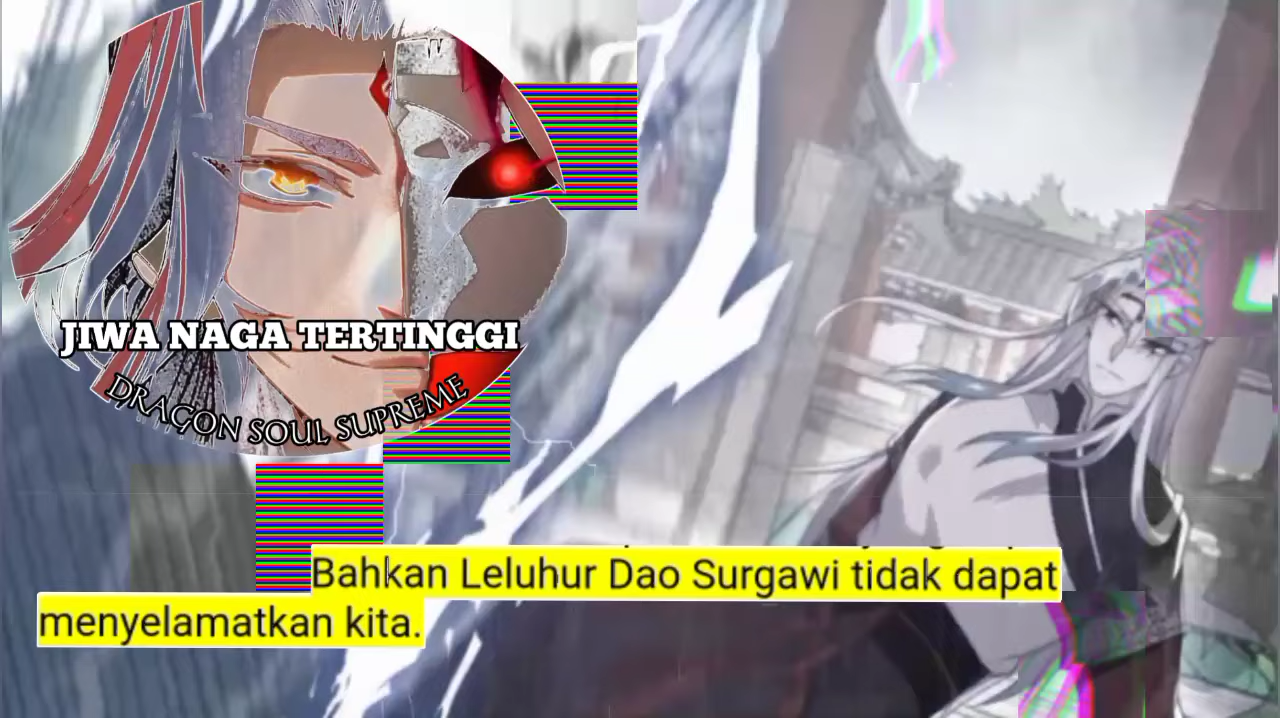 JIWA NAGA TERTINGGI
DRAGON SOUL SUPREME
Bahkan Leluhur Dao Surgawi tidak dapat
menyelamatkan kita.